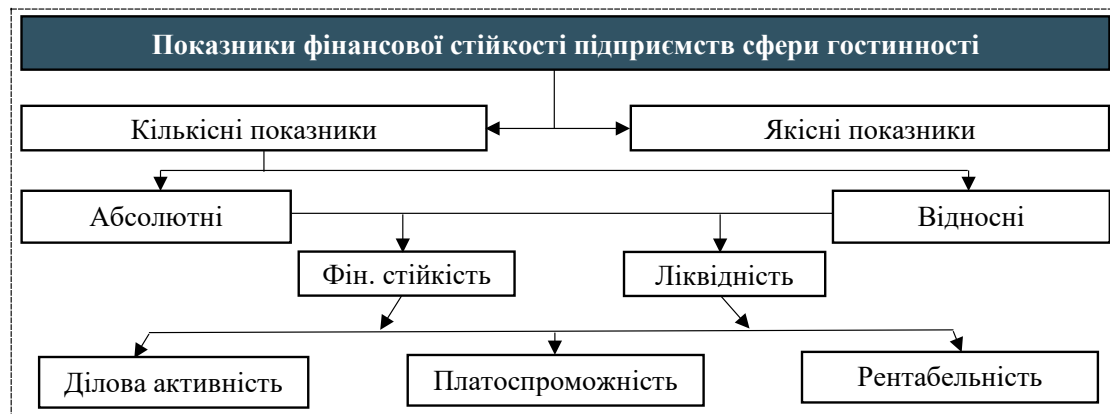 Показники фінансової стійкості підприємств сфери гостинності
Кількісні показники
Якісні показники
Абсолютні
Відносні
Фін. стійкість
Ліквідність
Ділова активність
Платоспроможність
Рентабельність